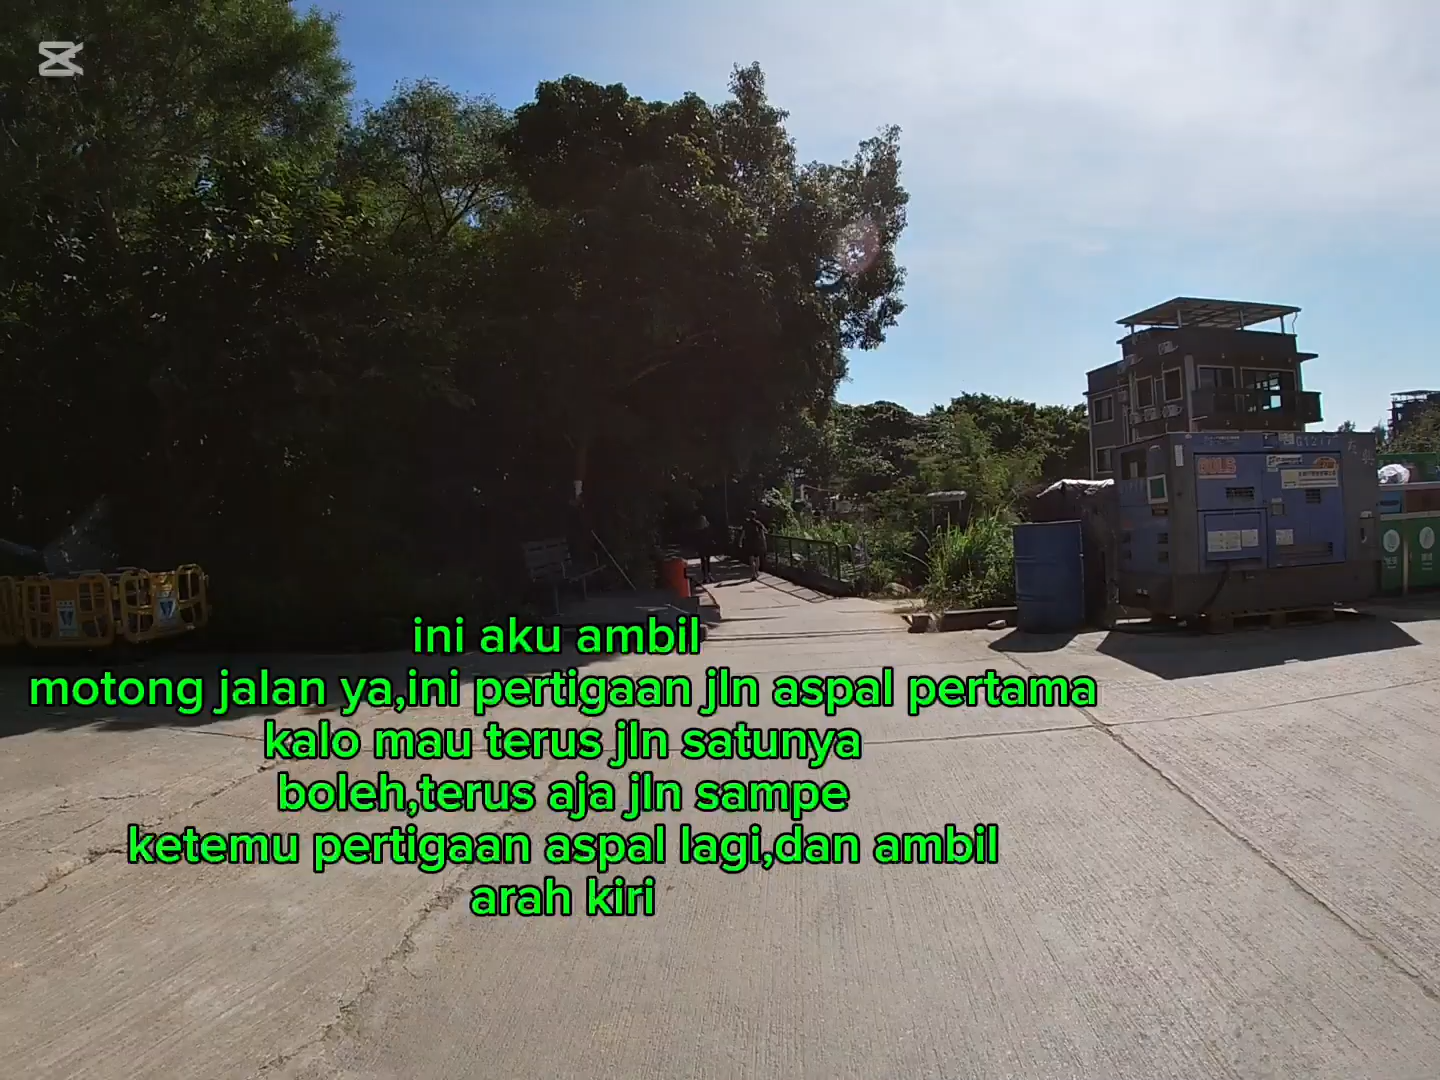 ini aku ambil
motong jalan ya,ini pertigaan jln aspal pertama
kalo mau terus jln satunya
boleh,terus aja jln sampe
ketemu pertigaan aspal lagi,dan ambil
arah kiri
G1277